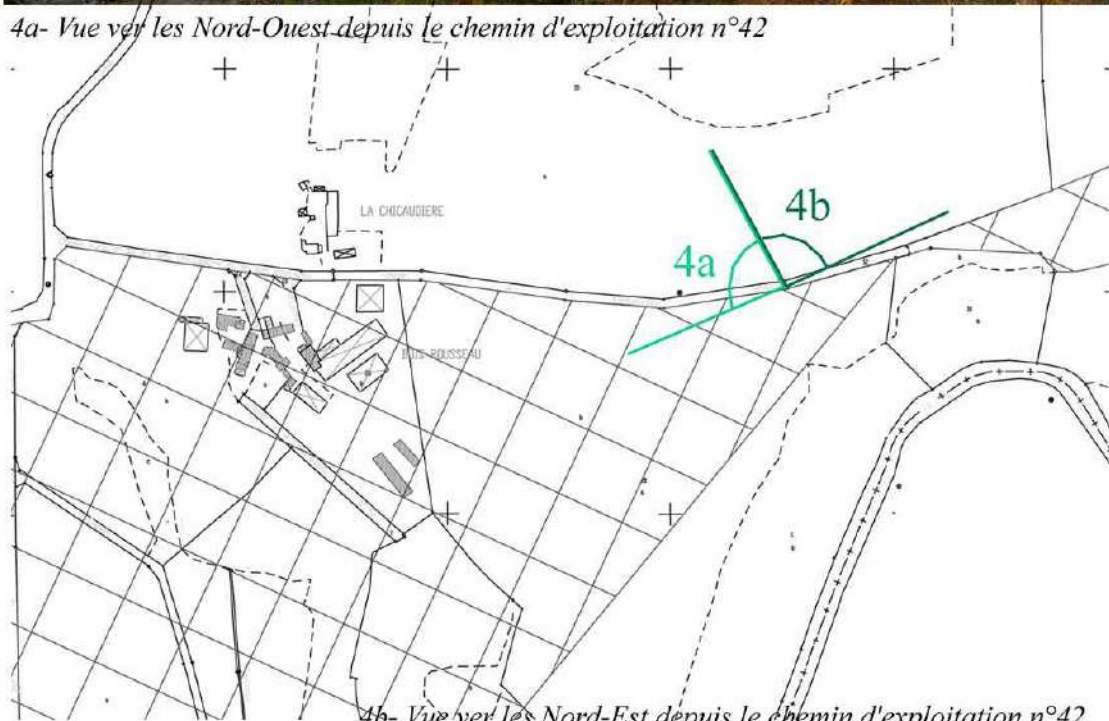 4a- Vue ver les Nord-Ouest depuis le chemin d'exploitation n°42
LA CHICAUDIERE
4b
4a
BOIS ROUSSEAU
4b- Vue ver les Nord-Est depuis le chemin d'exploitation n°42